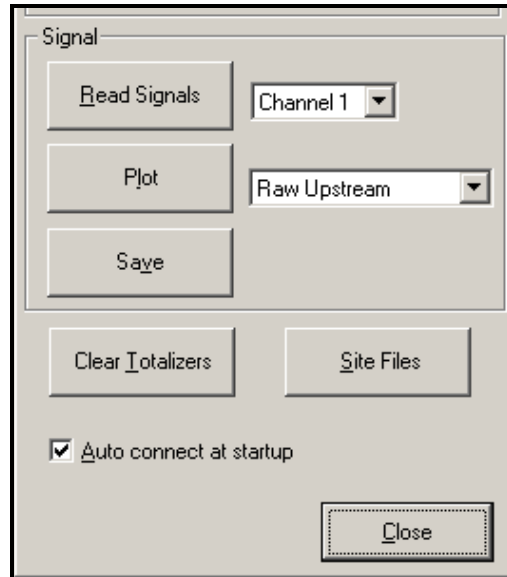 Signal
Read Signals
Channel 1
Plot
Raw Upstream
Save
Clear Totalizers
Site Files
Auto connect at startup
Close